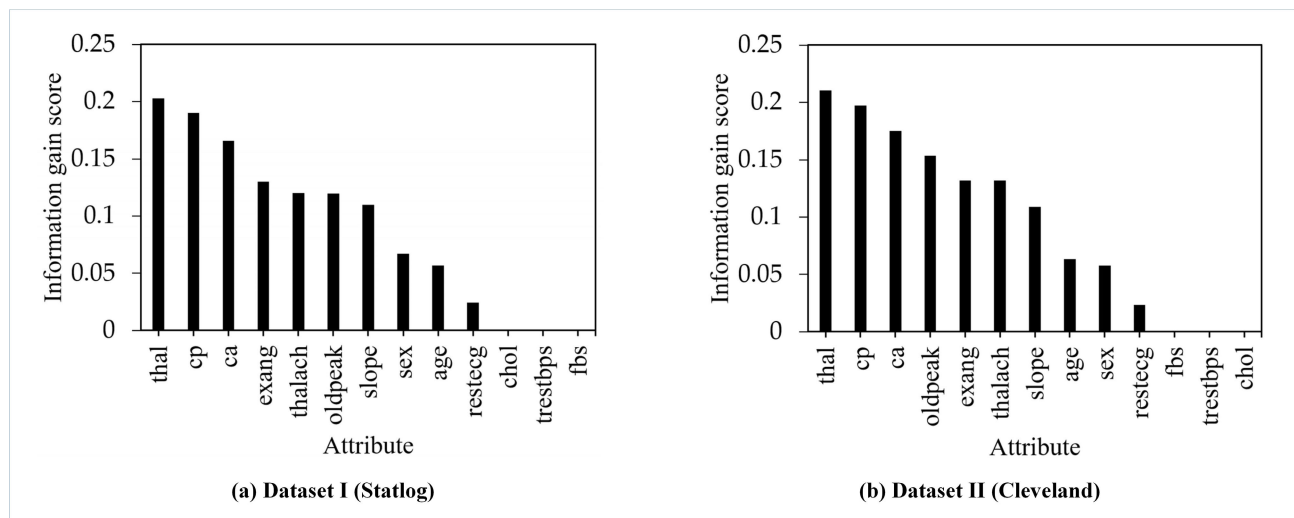 0.25
0.2
0.15
0.1
0.05
0
Information gain score
thal
cp
ca
exang
thalach
oldpeak
slope
sex
age
restecg
chol
trestbps
fbs
Attribute
(a) Dataset I (Statlog)
0.25
0.2
0.15
0.1
0.05
0
Information gain score
thal
cp
ca
oldpeak
exang
thalach
slope
age
sex
restecg
fbs
trestbps
chol
Attribute
(b) Dataset II (Cleveland)